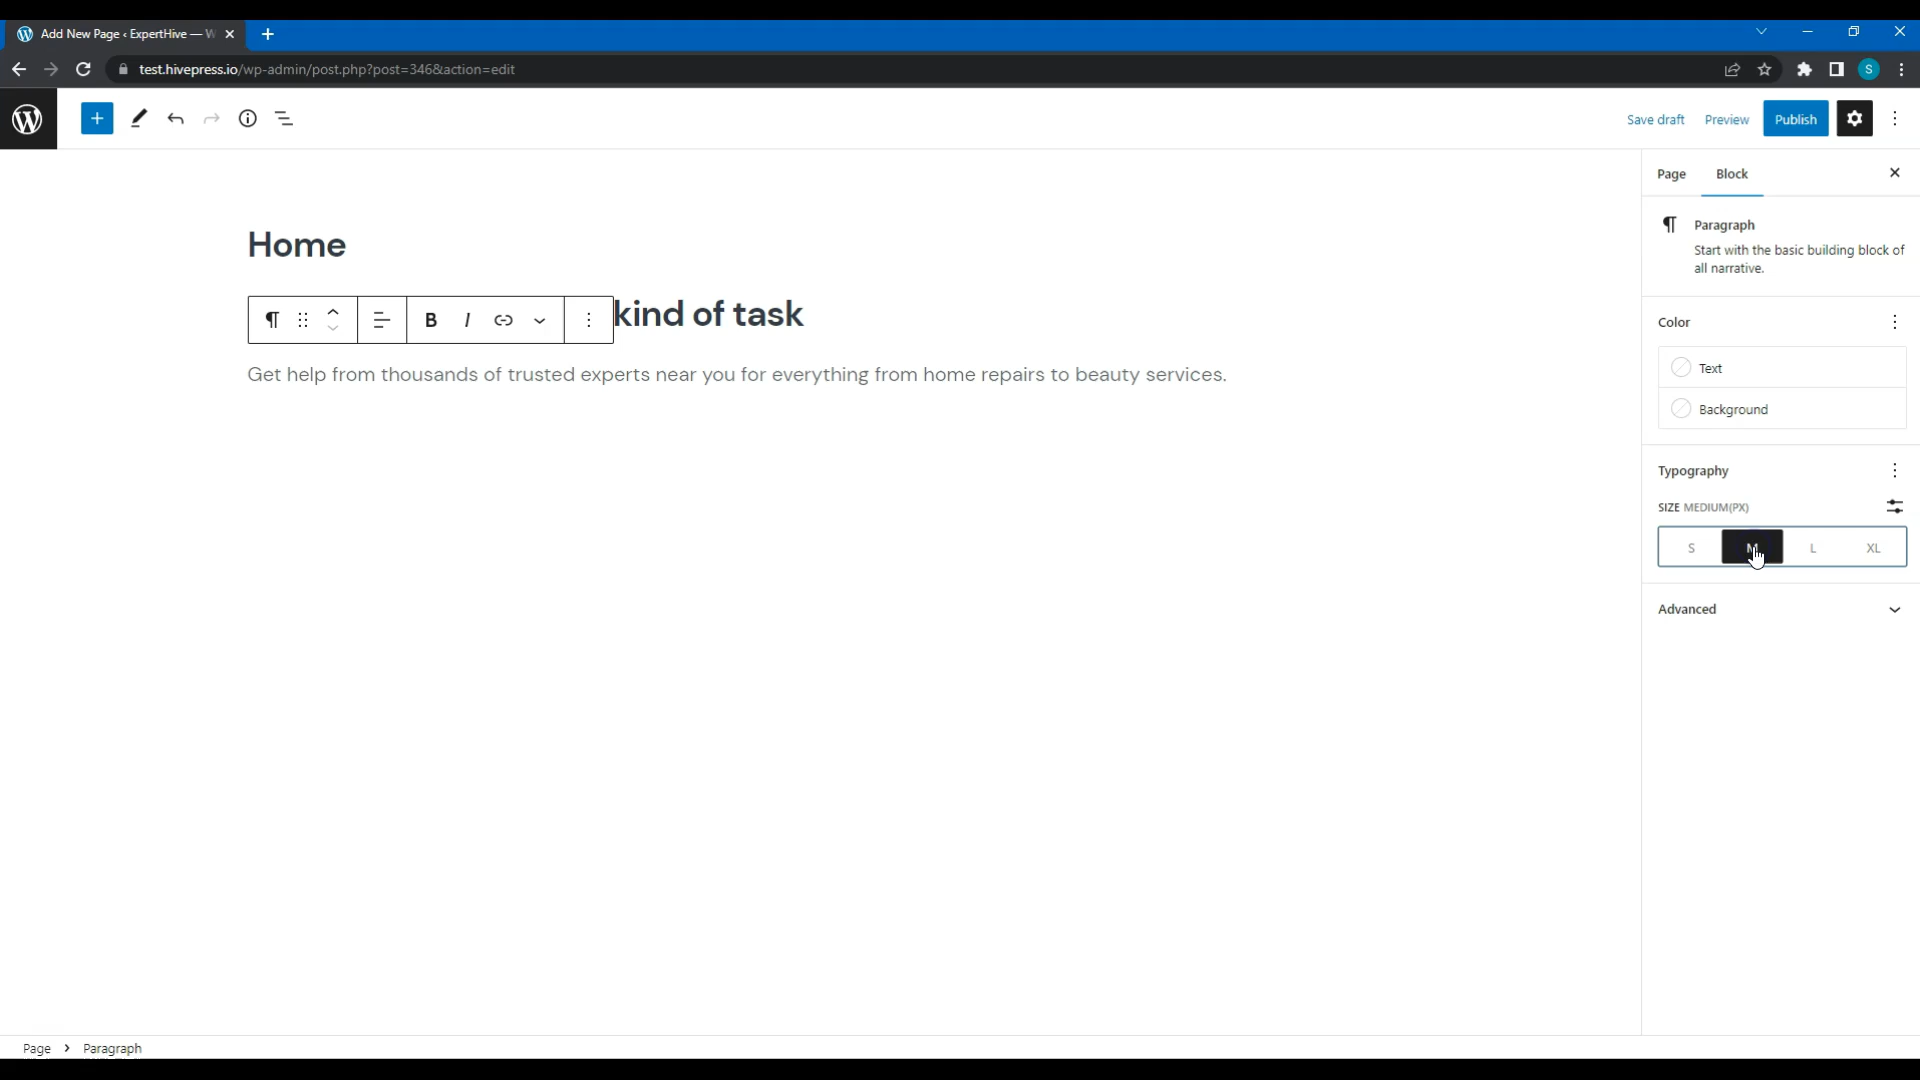 Add New Page ‹ ExpertHive — W
test.hivepress.io/wp-admin/post.php?post=346&action=edit
Save draft
Preview
Publish
Page
Block
Home
Paragraph
Start with the basic building block of
all narrative.
kind of task
B I
Color
Get help from thousands of trusted experts near you for everything from home repairs to beauty services.
Text
Background
Typography
SIZE MEDIUM(PX)
S M L XL
Advanced
Page > Paragraph